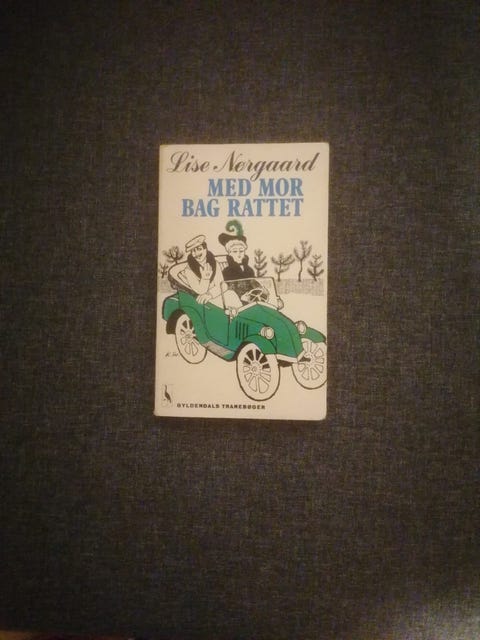 Lise Nørgaard
MED MOR
BAG RATTET
GYLDENDALS TRANEBØGER